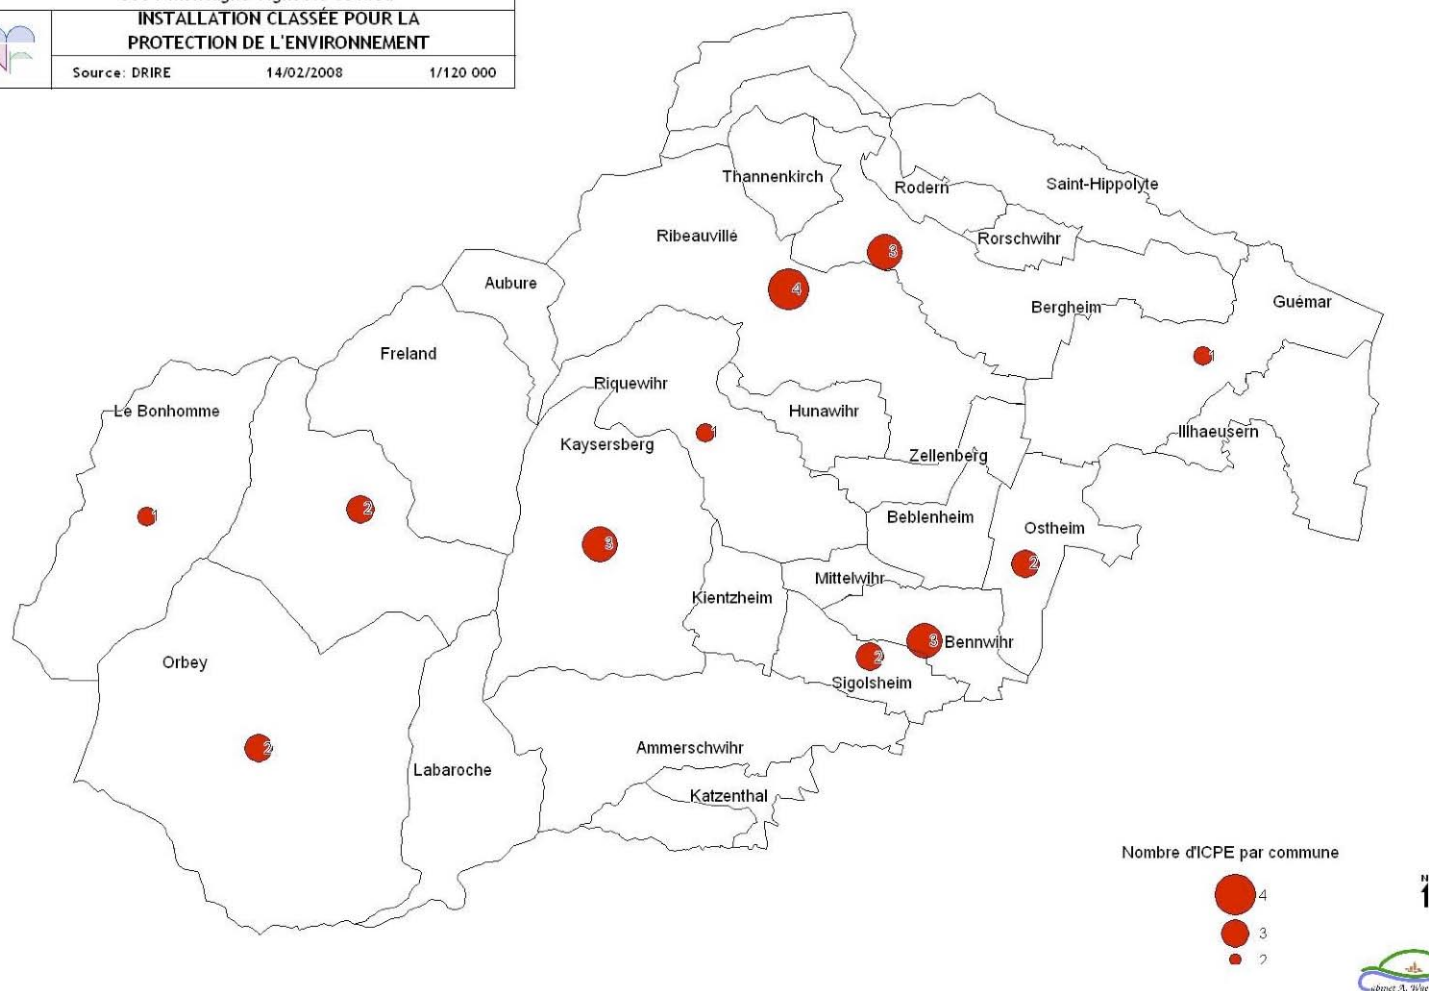 INSTALLATION CLASSÉE POUR LA
PROTECTION DE L'ENVIRONNEMENT
Source: DRIRE 14/02/2008 1/120 000
Thannenkirch
Rodern
Saint-Hippolyte
Ribeauvillé
Rorschwihr
3
Aubure
4
Bergheim
Guémar
Freland
1
Riquewihr
Le Bonhomme
Hunawihr
1
Illhaeusern
Kaysersberg
Zellenberg
2
1
Beblenheim
Ostheim
3
2
Mittelwihr
Kientzheim
3
Bennwihr
2
Orbey
Sigolsheim
2
Ammerschwihr
Labaroche
Katzenthal
Nombre d'ICPE par commune
4
3
2
N